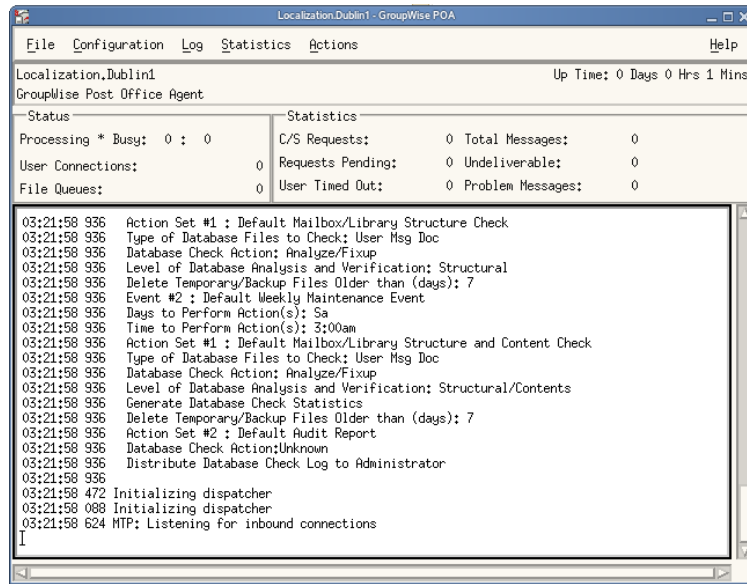 Localization.Dublin1 - GroupWise POA
File Configuration Log Statistics Actions Help
Localization.Dublin1 Up Time: 0 Days 0 Hrs 1 Mins
GroupWise Post Office Agent
Status
Processing * Busy: 0 : 0
User Connections: 0
File Queues: 0
Statistics
C/S Requests: 0 Total Messages: 0
Requests Pending: 0 Undeliverable: 0
User Timed Out: 0 Problem Messages: 0
03:21:58 936 Action Set #1 : Default Mailbox/Library Structure Check
03:21:58 936 Type of Database Files to Check: User Msg Doc
03:21:58 936 Database Check Action: Analyze/Fixup
03:21:58 936 Level of Database Analysis and Verification: Structural
03:21:58 936 Delete Temporary/Backup Files Older than (days): 7
03:21:58 936 Event #2 : Default Weekly Maintenance Event
03:21:58 936 Days to Perform Action(s): Sa
03:21:58 936 Time to Perform Action(s): 3:00am
03:21:58 936 Action Set #1 : Default Mailbox/Library Structure and Content Check
03:21:58 936 Type of Database Files to Check: User Msg Doc
03:21:58 936 Database Check Action: Analyze/Fixup
03:21:58 936 Level of Database Analysis and Verification: Structural/Contents
03:21:58 936 Generate Database Check Statistics
03:21:58 936 Delete Temporary/Backup Files Older than (days): 7
03:21:58 936 Action Set #2 : Default Audit Report
03:21:58 936 Database Check Action:Unknown
03:21:58 936 Distribute Database Check Log to Administrator
03:21:58 936
03:21:58 472 Initializing dispatcher
03:21:58 088 Initializing dispatcher
03:21:58 624 MTP: Listening for inbound connections